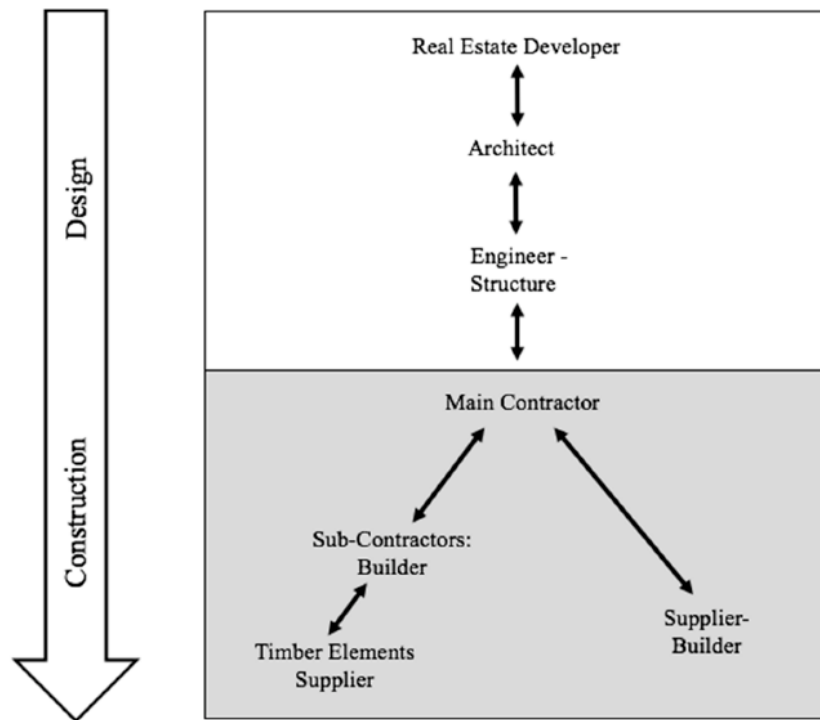 Real Estate Developer
Architect
Design
Engineer -
Structure
Main Contractor
Construction
Sub-Contractors:
Builder
Supplier-
Builder
Timber Elements
Supplier